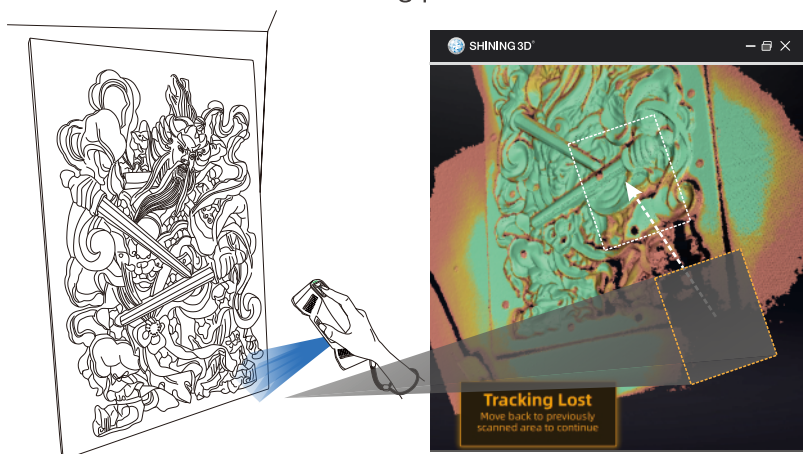 SHINING 3D®
Tracking Lost
Move back to previously
scanned area to continue